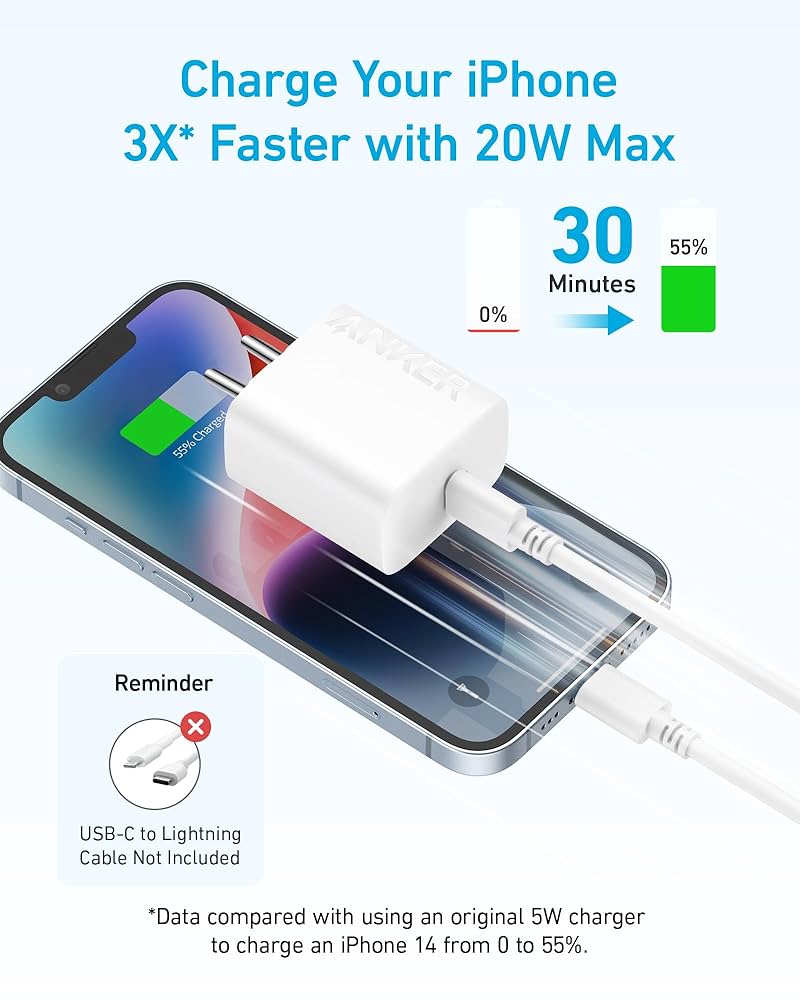 Charge Your iPhone
3X* Faster with 20W Max
30
Minutes
0%
55%
ANKER
55% Charged
Reminder
USB-C to Lightning
Cable Not Included
*Data compared with using an original 5W charger
to charge an iPhone 14 from 0 to 55%.